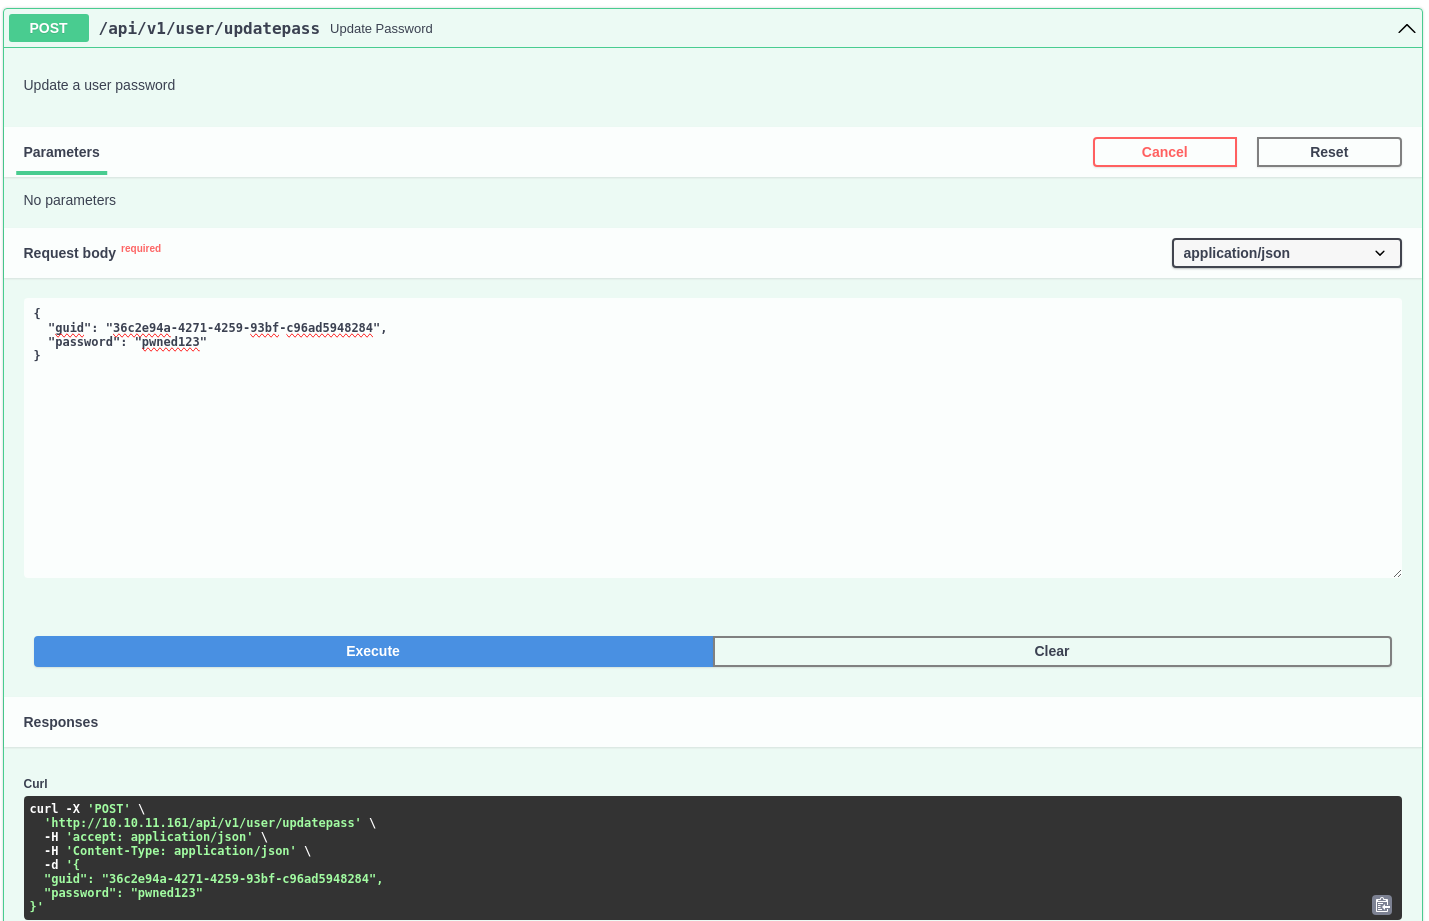 POST /api/v1/user/updatepass Update Password
Update a user password
Parameters Cancel Reset
No parameters
Request body required application/json
{
  "guid": "36c2e94a-4271-4259-93bf-c96ad5948284",
  "password": "pwned123"
}
Execute Clear
Responses
Curl
curl -X 'POST' \
  'http://10.10.11.161/api/v1/user/updatepass' \
  -H 'accept: application/json' \
  -H 'Content-Type: application/json' \
  -d '{
  "guid": "36c2e94a-4271-4259-93bf-c96ad5948284",
  "password": "pwned123"
}'